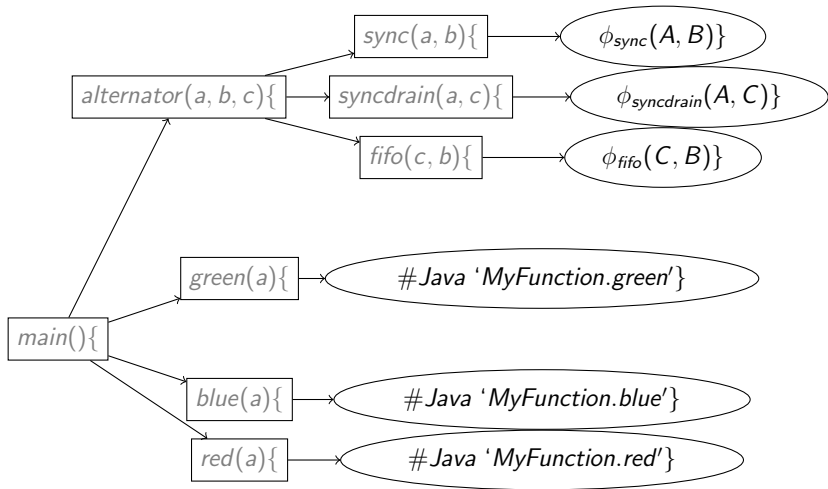 sync(a, b){
ϕsync(A, B)}
alternator(a, b, c){
syncdrain(a, c){
ϕsyncdrain(A, C)}
fifo(c, b){
ϕfifo(C, B)}
green(a){
#Java ‘MyFunction.green’}
main(){
blue(a){
#Java ‘MyFunction.blue’}
red(a){
#Java ‘MyFunction.red’}